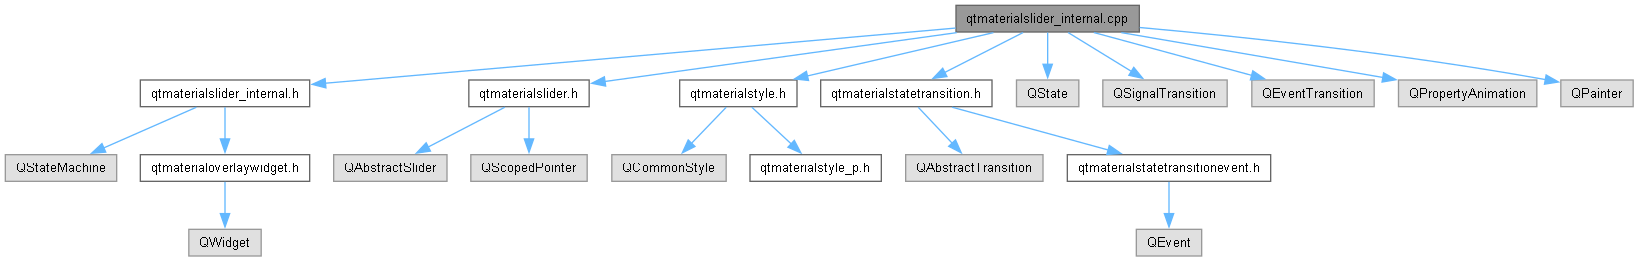 qtmaterialslider_internal.cpp
qtmaterialslider_internal.h
qtmaterialslider.h
qtmaterialstyle.h
qtmaterialstatetransition.h
QState
QSignalTransition
QEventTransition
QPropertyAnimation
QPainter
QStateMachine
qtmaterialoverlaywidget.h
QAbstractSlider
QScopedPointer
QCommonStyle
qtmaterialstyle_p.h
QAbstractTransition
qtmaterialstatetransitionevent.h
QWidget
QEvent